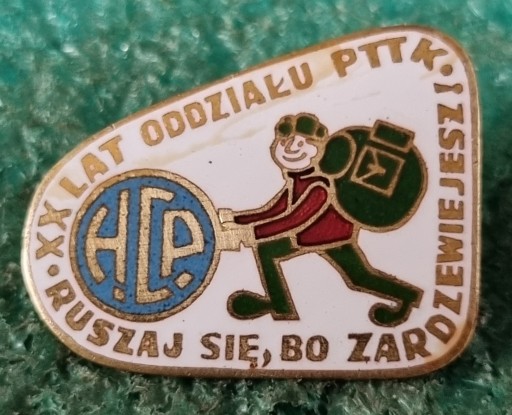 XX LAT ODDZIAŁU PTTK.
H.C.P.
RUSZAJ SIĘ, BO ZARDZEWIEJESZ!